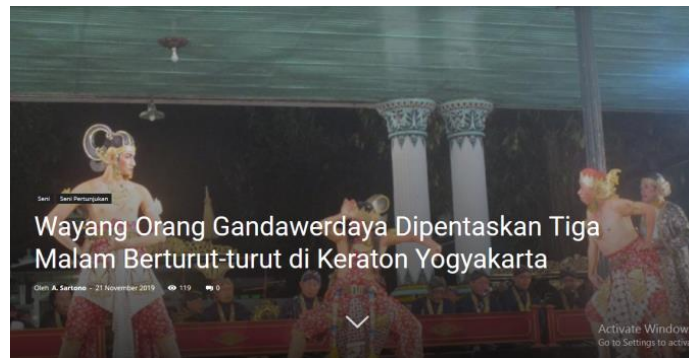 Seni Seni Pertunjukan
Wayang Orang Gandawerdaya Dipentaskan Tiga
Malam Berturut-turut di Keraton Yogyakarta
Oleh A. Sartono - 21 November 2019 119 0
Activate Window
Go to Settings to activ